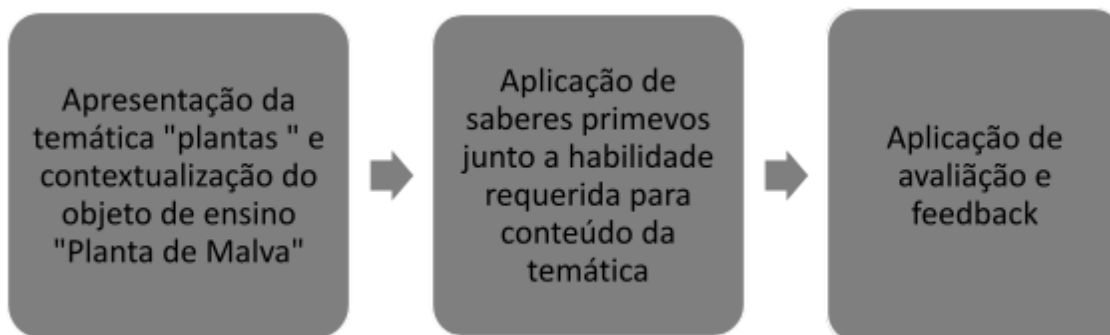 Apresentação da
temática "plantas " e
contextualização do
objeto de ensino
"Planta de Malva"
Aplicação de
saberes primevos
junto a habilidade
requerida para
conteúdo da
temática
Aplicação de
avaliãção e
feedback